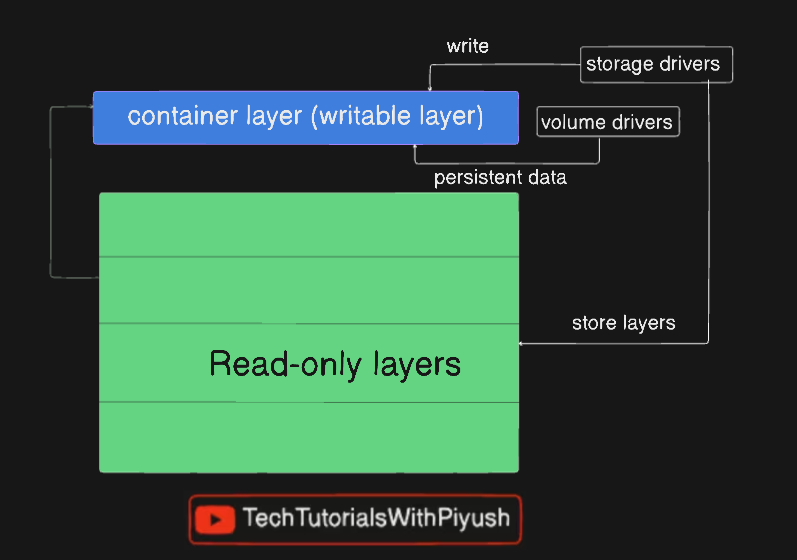 write
storage drivers
container layer (writable layer)
volume drivers
persistent data
store layers
Read-only layers
TechTutorialsWithPiyush